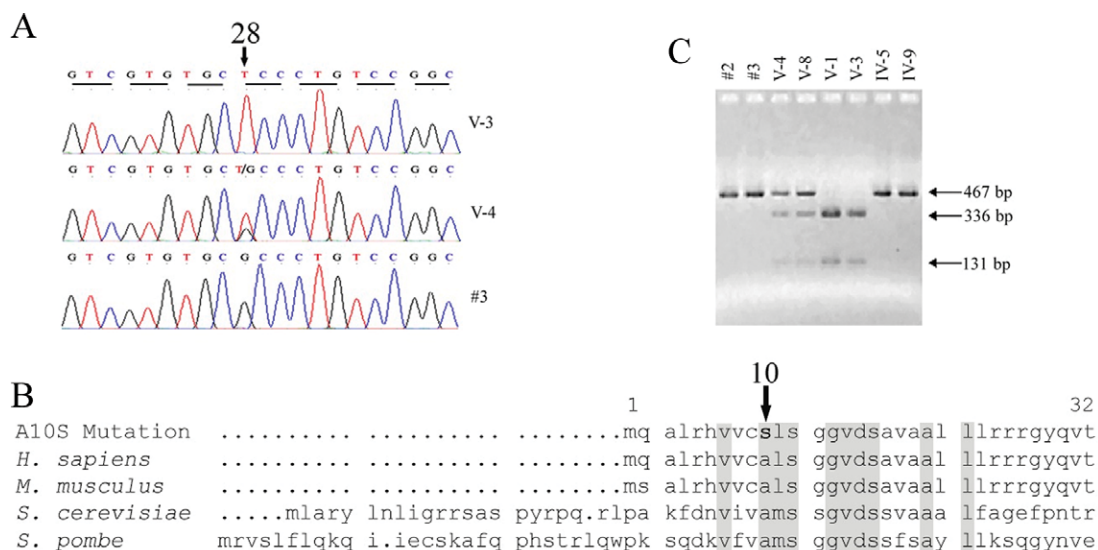 A
28
G T C G T G T G C T C C C T G T C C G G C
V-3
G T C G T G T G C T/G C C C T G T C C G G C
V-4
G T C G T G T G C G C C C T G T C C G G C
#3
C
#2 #3 V-4 V-8 V-1 V-3 IV-5 IV-9
467 bp
336 bp
131 bp
B
10
1 32
A10S Mutation .......... .......... ........mq alrhvvcsls ggvdsavaal llrrrgyqvt
H. sapiens .......... .......... ........mq alrhvvcals ggvdsavaal llrrrgyqvt
M. musculus .......... .......... ........ms alrhvvcals ggvdsavaal llrrrgyqvt
S. cerevisiae .....mlary lnligrrsas pyrpq.rlpa kfdnvivams ggvdssvaaa lfagefpntr
S. pombe mrvslflqkq i.iecskafq phstrlqwpk sqdkvfvams ggvdssfsay llksqgynve